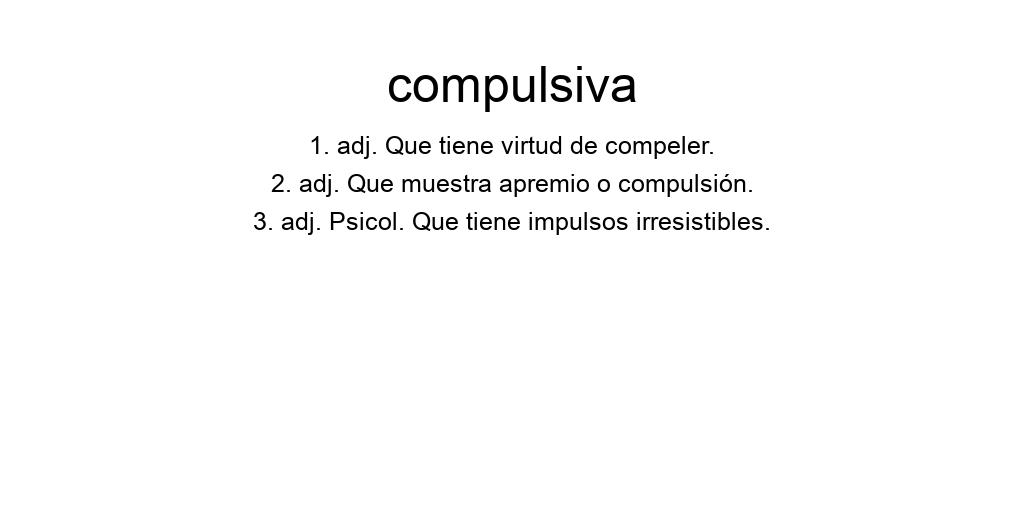 compulsiva
1. adj. Que tiene virtud de compeler.
2. adj. Que muestra apremio o compulsión.
3. adj. Psicol. Que tiene impulsos irresistibles.